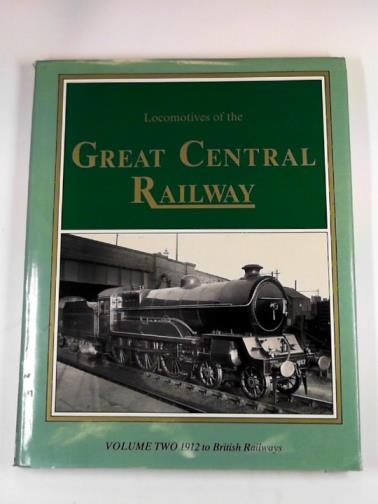 Locomotives of the
GREAT CENTRAL
RAILWAY
VOLUME TWO 1912 to British Railways